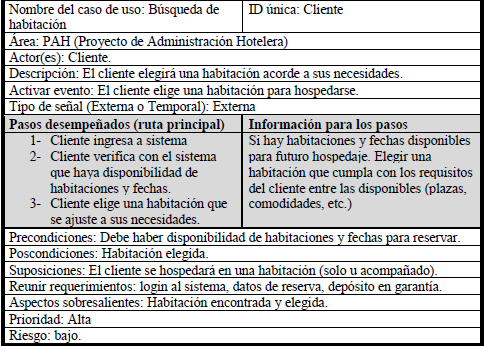 Nombre del caso de uso: Búsqueda de
habitación
ID única: Cliente
Área: PAH (Proyecto de Administración Hotelera)
Actor(es): Cliente.
Descripción: El cliente elegirá una habitación acorde a sus necesidades.
Activar evento: El cliente elige una habitación para hospedarse.
Tipo de señal (Externa o Temporal): Externa
Pasos desempeñados (ruta principal)
1- Cliente ingresa a sistema
2- Cliente verifica con el sistema
que haya disponibilidad de
habitaciones y fechas.
3- Cliente elige una habitación que
se ajuste a sus necesidades.
Información para los pasos
Si hay habitaciones y fechas disponibles
para futuro hospedaje. Elegir una
habitación que cumpla con los requisitos
del cliente entre las disponibles (plazas,
comodidades, etc.)
Precondiciones: Debe haber disponibilidad de habitaciones y fechas para reservar.
Poscondiciones: Habitación elegida.
Suposiciones: El cliente se hospedará en una habitación (solo u acompañado).
Reunir requerimientos: login al sistema, datos de reserva, depósito en garantía.
Aspectos sobresalientes: Habitación encontrada y elegida.
Prioridad: Alta
Riesgo: bajo.